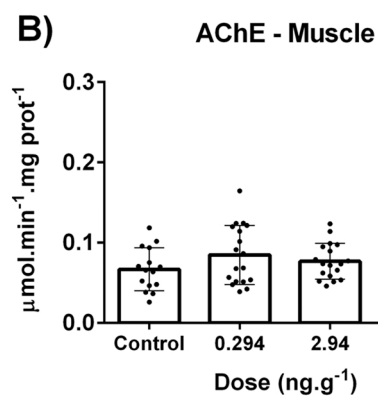 B)
AChE - Muscle
μmol.min⁻¹.mg prot⁻¹
0.3
0.2
0.1
0.0
Control
0.294
2.94
Dose (ng.g⁻¹)